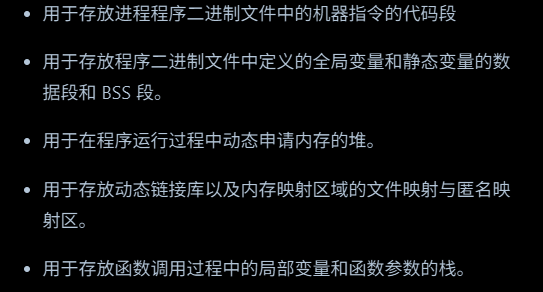 • 用于存放进程程序二进制文件中的机器指令的代码段
• 用于存放程序二进制文件中定义的全局变量和静态变量的数
据段和 BSS 段。
• 用于在程序运行过程中动态申请内存的堆。
• 用于存放动态链接库以及内存映射区域的文件映射与匿名映
射区。
• 用于存放函数调用过程中的局部变量和函数参数的栈。